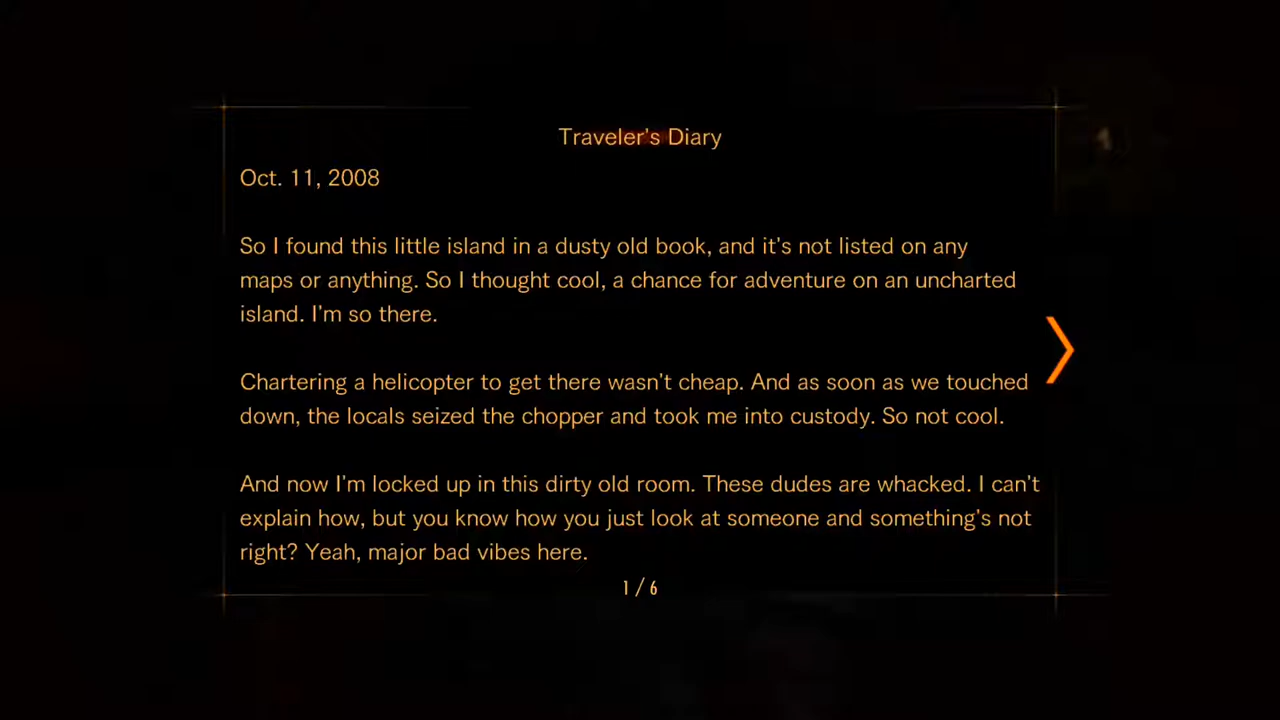 Traveler's Diary
Oct. 11, 2008
So I found this little island in a dusty old book, and it's not listed on any
maps or anything. So I thought cool, a chance for adventure on an uncharted
island. I'm so there.
Chartering a helicopter to get there wasn't cheap. And as soon as we touched
down, the locals seized the chopper and took me into custody. So not cool.
And now I'm locked up in this dirty old room. These dudes are whacked. I can't
explain how, but you know how you just look at someone and something's not
right? Yeah, major bad vibes here.
1 / 6